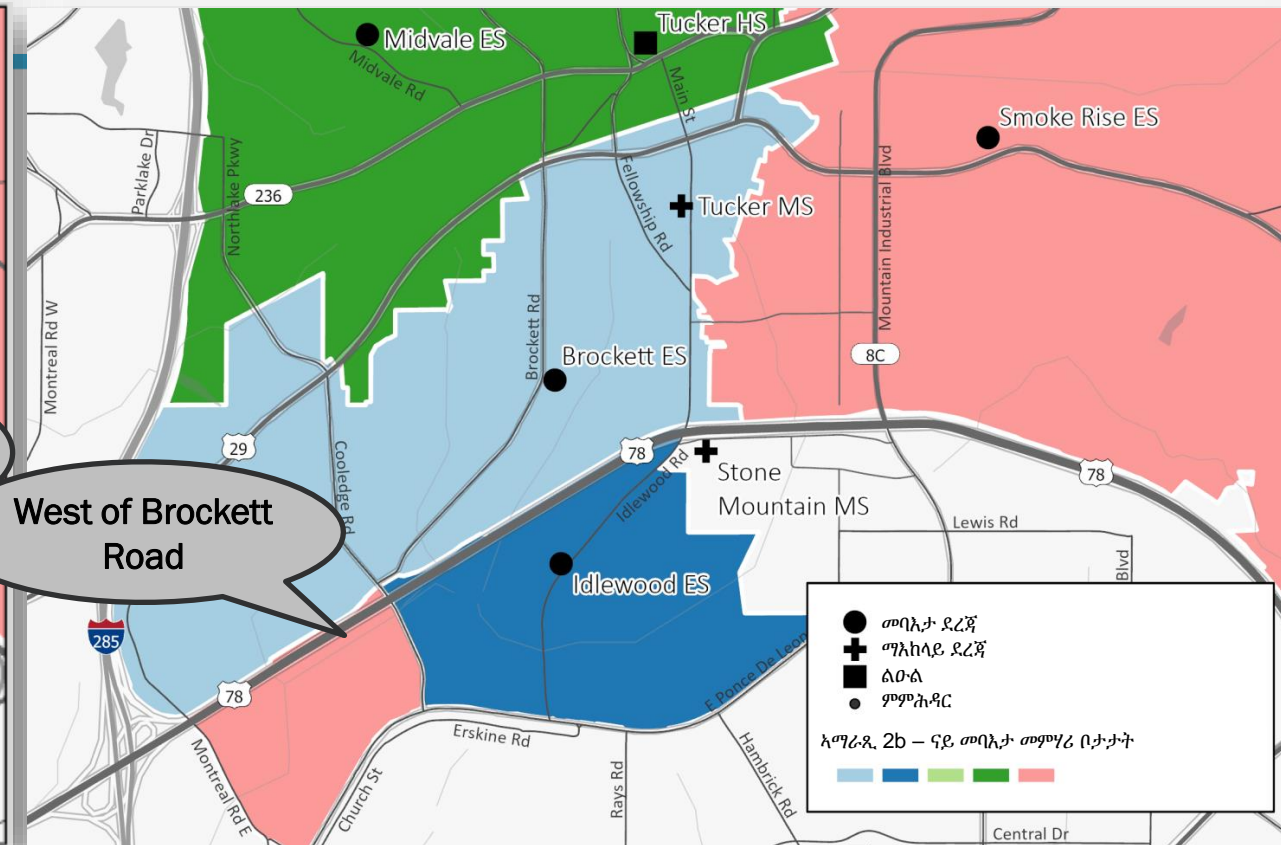 Midvale ES
Tucker HS
Midvale Rd
Main St
Smoke Rise ES
Parklake Dr
Northlake Pkwy
236
Fellowship Rd
Tucker MS
Mountain Industrial Blvd
Montreal Rd W
Brockett Rd
Brockett ES
8C
29
Cooledge Rd
78
Idlewood Rd
Stone
Mountain MS
78
West of Brockett
Road
Lewis Rd
Blvd
Idlewood ES
285
78
E Ponce De Leon
Erskine Rd
Montreal Rd E
Church St
Rays Rd
Hambrick Rd
Central Dr
መባእታ ደረጃ
ማእከላይ ደረጃ
ልዑል
ምምሕዳር
ኣማራጺ 2b – ናይ መባእታ መምሃሪ ቦታታት